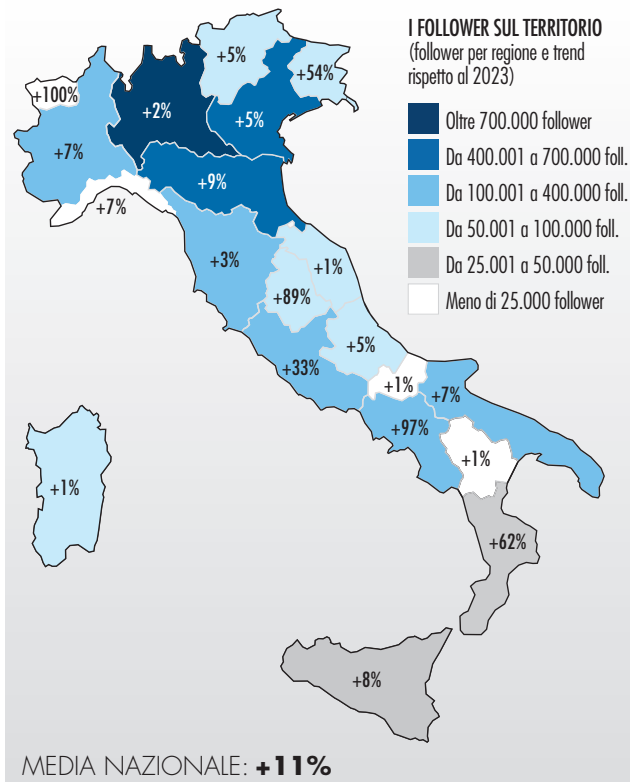 I FOLLOWER SUL TERRITORIO
(follower per regione e trend
rispetto al 2023)
Oltre 700.000 follower
Da 400.001 a 700.000 foll.
Da 100.001 a 400.000 foll.
Da 50.001 a 100.000 foll.
Da 25.001 a 50.000 foll.
Meno di 25.000 follower
+5%
+54%
+100%
+2%
+5%
+7%
+9%
+7%
+3%
+1%
+89%
+5%
+33%
+1%
+7%
+97%
+1%
+1%
+62%
+8%
MEDIA NAZIONALE: +11%